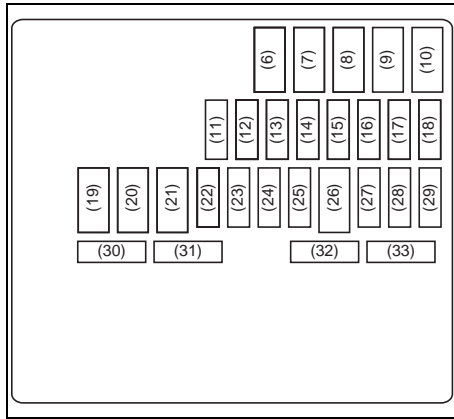 (6) (7) (8) (9) (10)
(11) (12) (13) (14) (15) (16) (17) (18)
(19) (20) (21) (22) (23) (24) (25) (26) (27) (28) (29)
(30) (31) (32) (33)